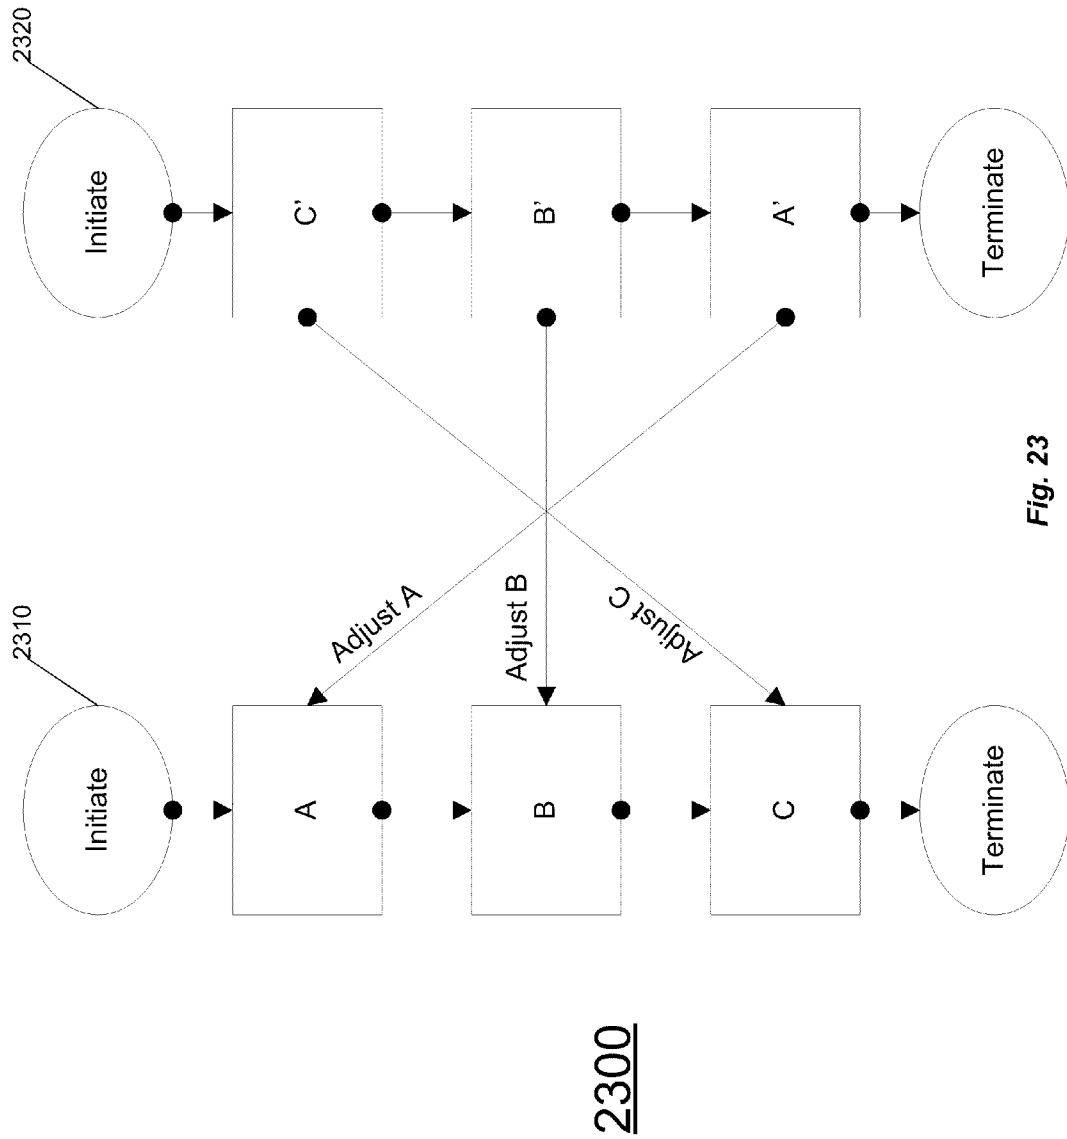 2300
2310
Initiate
A
B
C
Terminate
Adjust A
Adjust B
Adjust C
2320
Initiate
C'
B'
A'
Terminate
Fig. 23